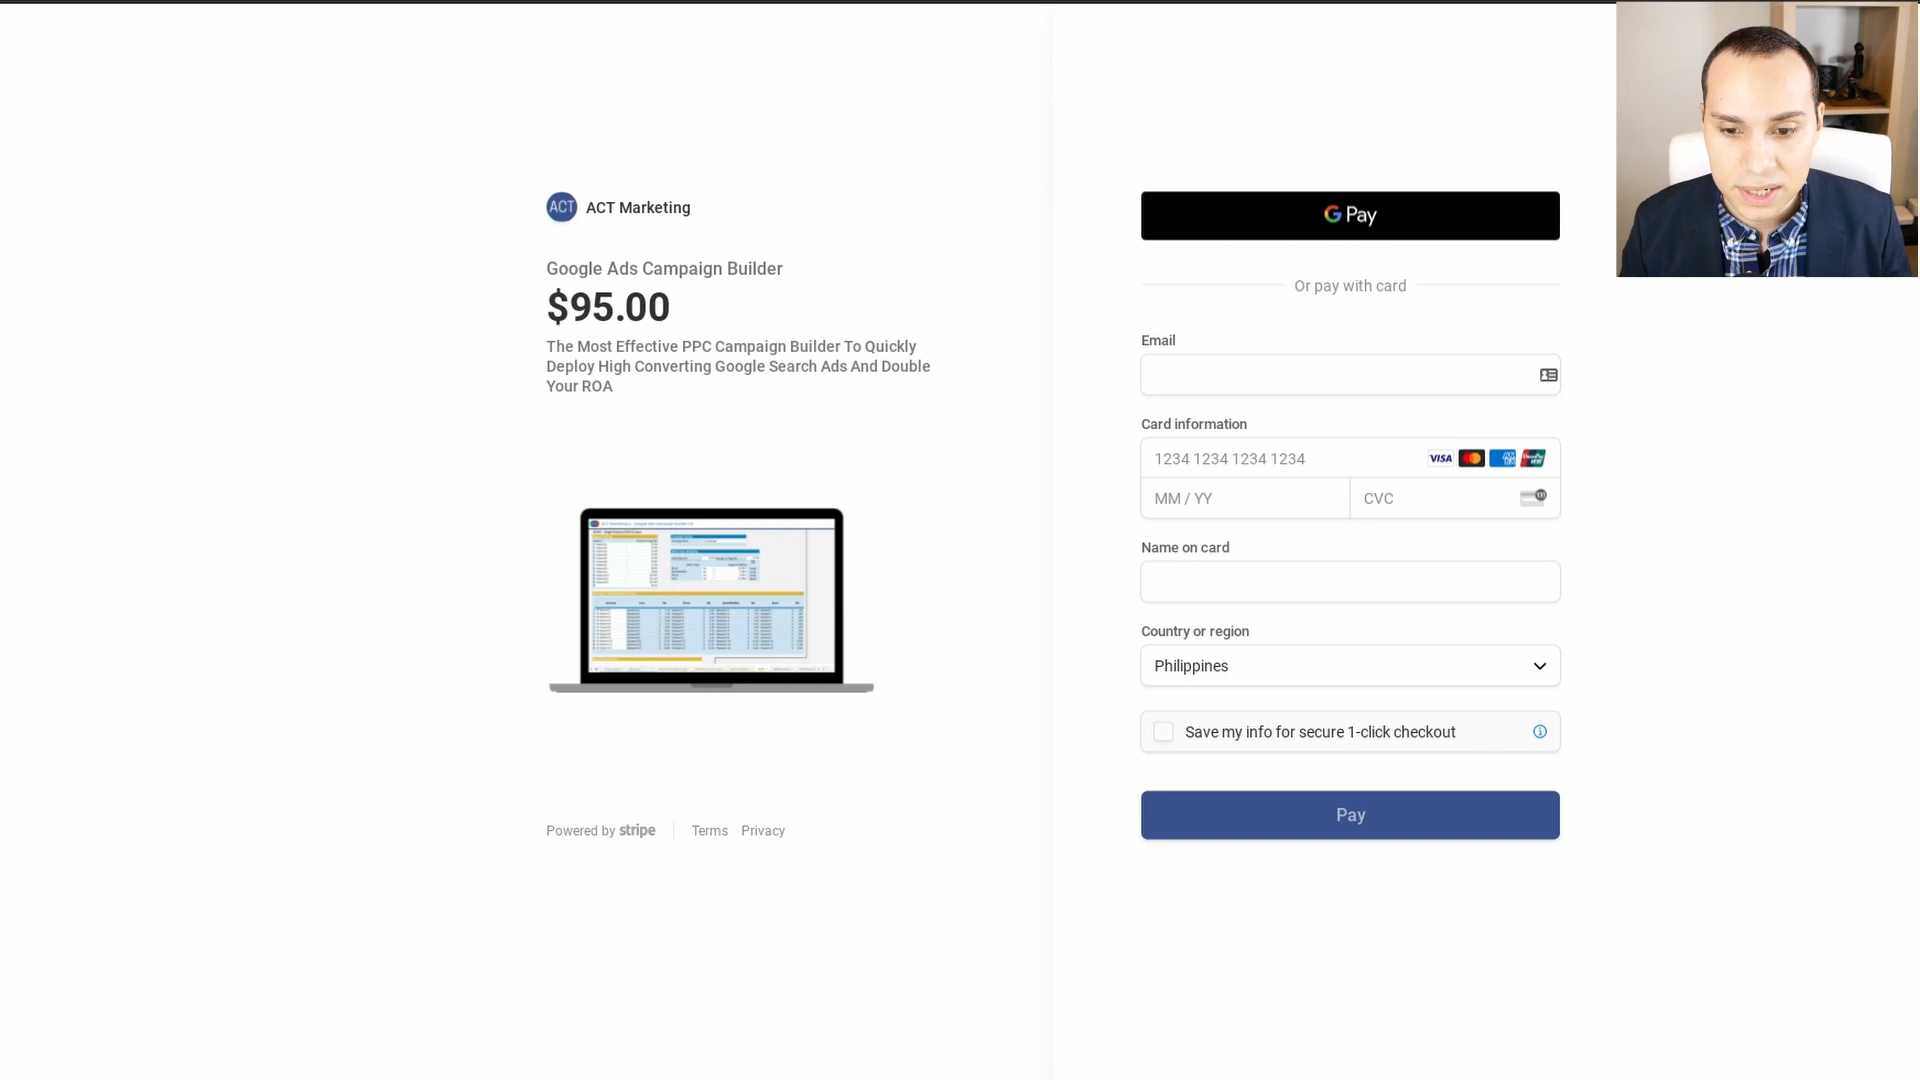 ACT ACT Marketing
Google Ads Campaign Builder
$95.00
The Most Effective PPC Campaign Builder To Quickly
Deploy High Converting Google Search Ads And Double
Your ROA
Powered by stripe
Terms Privacy
G Pay
Or pay with card
Email
Card information
1234 1234 1234 1234
VISA
MM / YY
CVC
Name on card
Country or region
Philippines
Save my info for secure 1-click checkout
Pay